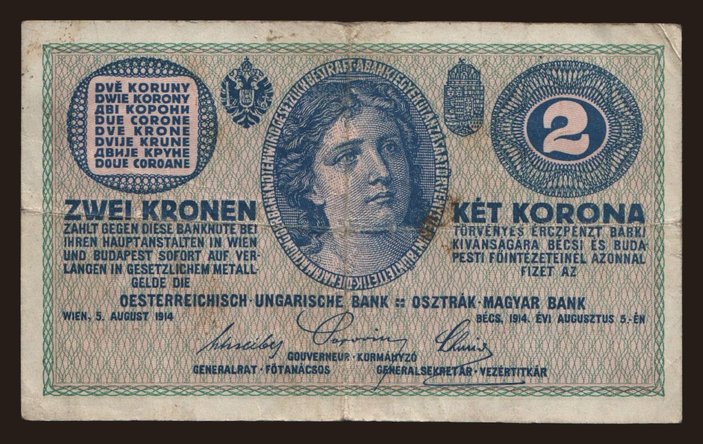 DVĚ KORUNY
DWIE KORONY
ДВІ КОРОНИ
DUE CORONE
DVE KRONE
DVIJE KRUNE
ДВИЈЕ КРУНЕ
DOUE COROANE
2
ZWEI KRONEN
ZAHLT GEGEN DIESE BANKNOTE BEI
IHREN HAUPTANSTALTEN IN WIEN
UND BUDAPEST SOFORT AUF VER-
LANGEN IN GESETZLICHEM METALL-
GELDE DIE
KÉT KORONA
TÖRVÉNYES ÉRCZPÉNZT BÁRKI
KIVÁNSÁGÁRA BÉCSI ÉS BUDA-
PESTI FŐINTÉZETEINÉL AZONNAL
FIZET AZ
OESTERREICHISCH-UNGARISCHE BANK :: OSZTRÁK-MAGYAR BANK
WIEN, 5. AUGUST 1914
BÉCS, 1914. ÉVI AUGUSZTUS 5.-ÉN
GOUVERNEUR - KORMÁNYZÓ
GENERALRAT - FŐTANÁCSOS
GENERALSEKRETÄR - VEZÉRTITKÁR